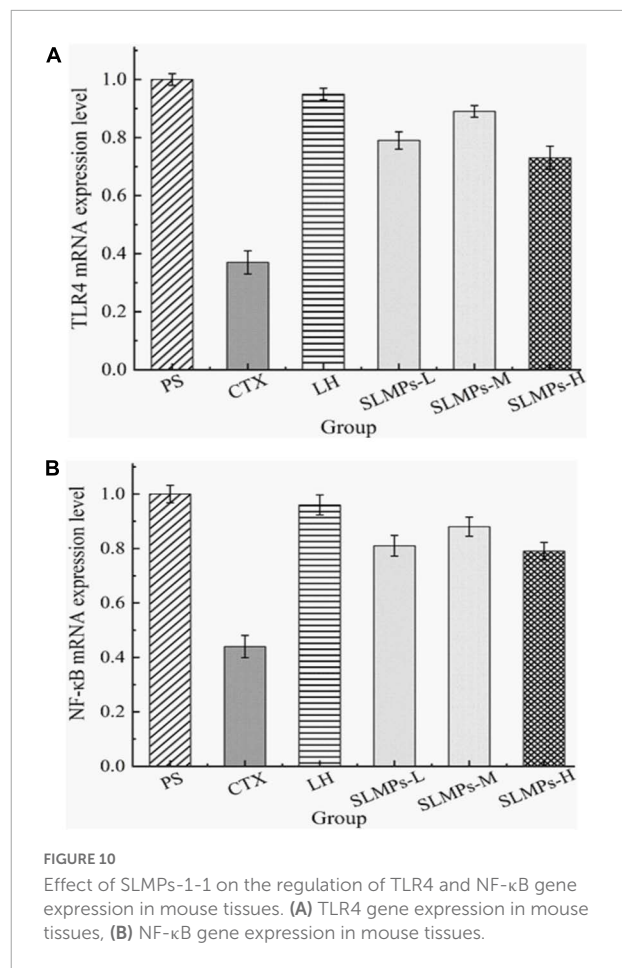 A
TLR4 mRNA expression level
1.0
0.8
0.6
0.4
0.2
0.0
PS CTX LH SLMPs-L SLMPs-M SLMPs-H
Group
B
NF-κB mRNA expression level
1.0
0.8
0.6
0.4
0.2
0.0
PS CTX LH SLMPs-L SLMPs-M SLMPs-H
Group
FIGURE 10
Effect of SLMPs-1-1 on the regulation of TLR4 and NF-κB gene
expression in mouse tissues. (A) TLR4 gene expression in mouse
tissues, (B) NF-κB gene expression in mouse tissues.